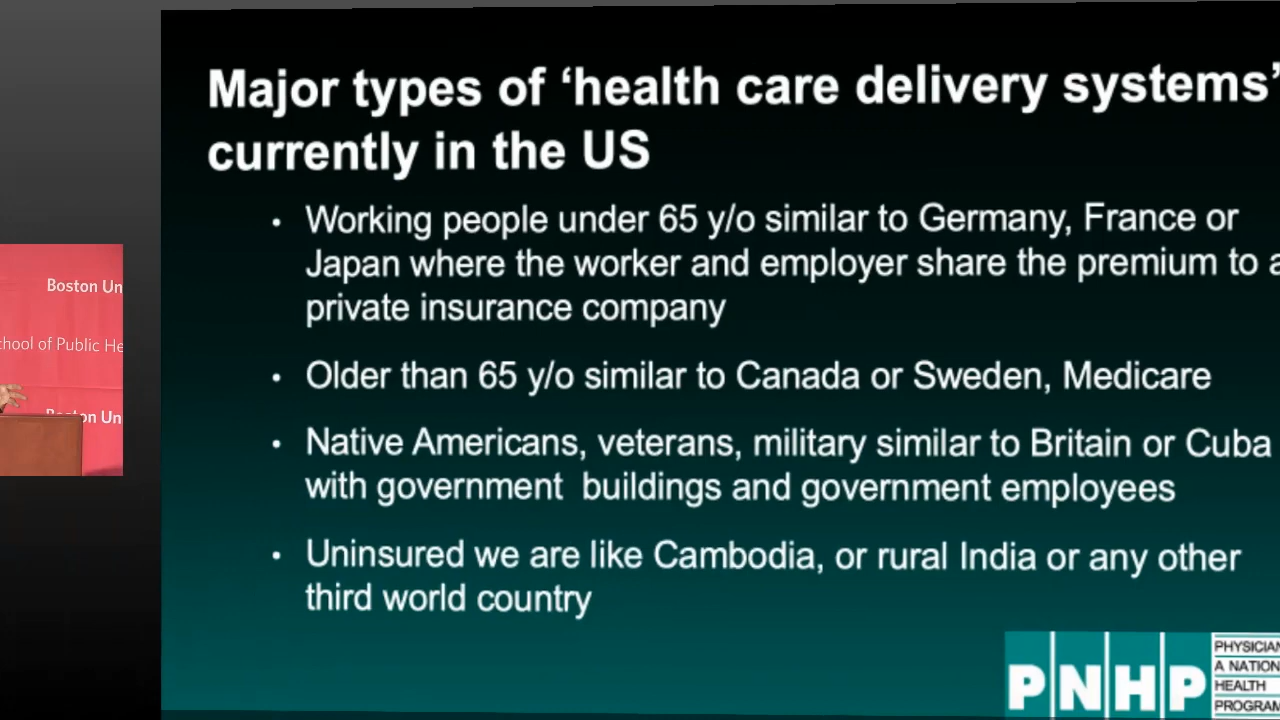 Major types of ‘health care delivery systems’
currently in the US
• Working people under 65 y/o similar to Germany, France or
Japan where the worker and employer share the premium to a
private insurance company
• Older than 65 y/o similar to Canada or Sweden, Medicare
• Native Americans, veterans, military similar to Britain or Cuba
with government buildings and government employees
• Uninsured we are like Cambodia, or rural India or any other
third world country
Boston Un
chool of Public He
Boston Un
PNHP
PHYSICIAN
A NATION
HEALTH
PROGRAM